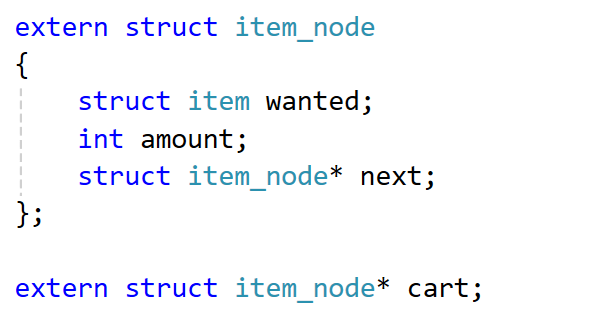 extern struct item_node
{
    struct item wanted;
    int amount;
    struct item_node* next;
};

extern struct item_node* cart;